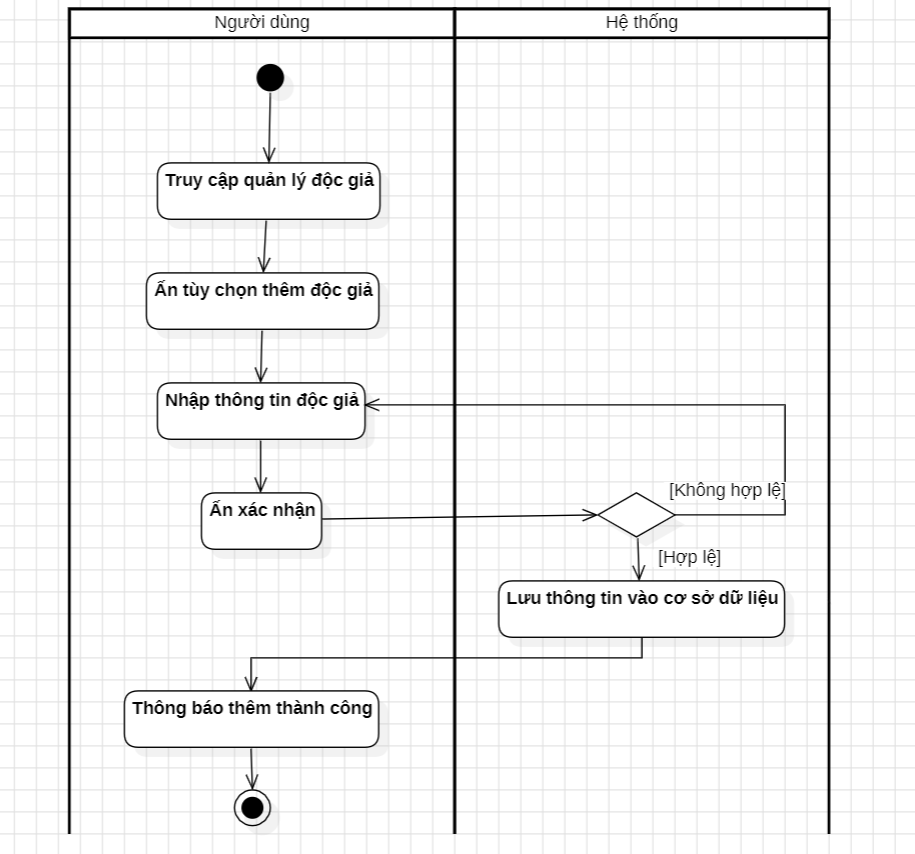 Người dùng
Hệ thống
Truy cập quản lý độc giả
Ấn tùy chọn thêm độc giả
Nhập thông tin độc giả
Ấn xác nhận
[Không hợp lệ]
[Hợp lệ]
Lưu thông tin vào cơ sở dữ liệu
Thông báo thêm thành công